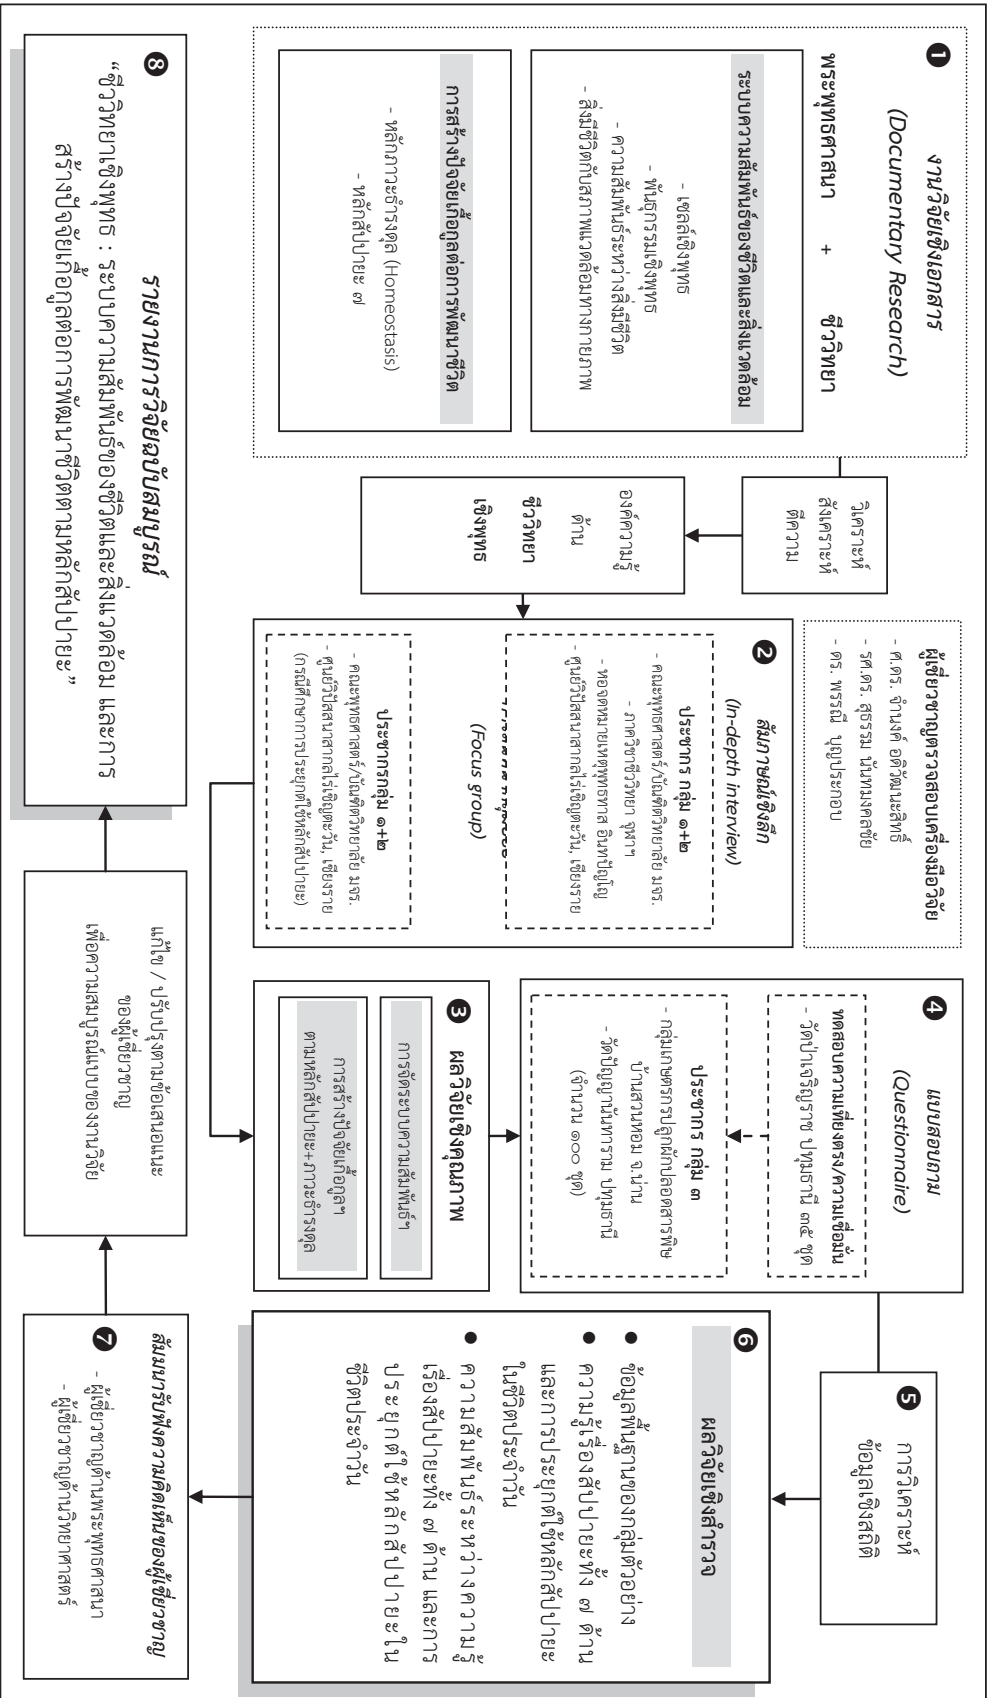 ❶ งานวิจัยเชิงเอกสาร
(Documentary Research)
พระพุทธศาสนา + ชีววิทยา
ระบบความสัมพันธ์ของชีวิตและสิ่งแวดล้อม
- เซลล์เชิงพุทธ
- พันธุกรรมเชิงพุทธ
- ความสัมพันธ์ระหว่างสิ่งมีชีวิต
- สิ่งมีชีวิตกับสภาพแวดล้อมทางกายภาพ
การสร้างปัจจัยเกื้อกูลต่อการพัฒนาชีวิต
- หลักภาวะธำรงดุล (Homeostasis)
- หลักสัปปายะ ๗
วิเคราะห์
สังเคราะห์
ตีความ
องค์ความรู้
ด้าน
ชีววิทยา
เชิงพุทธ
ผู้เชี่ยวชาญตรวจสอบเครื่องมือวิจัย
- ศ.ดร. จำนงค์ อดิวัฒนะสิทธิ์
- รศ.ดร. สุธรรม นันทมงคลชัย
- ดร. พรรณี บุญประกอบ
❷ สัมภาษณ์เชิงลึก
(In-depth interview)
ประชากร กลุ่ม ๑+๒
- คณะพุทธศาสตร์/บัณฑิตวิทยาลัย มจร.
- ภาควิชาชีววิทยา จุฬาฯ
- หอจดหมายเหตุพุทธทาส อินทปัญโญ
- ศูนย์วิปัสสนาสากลไร่เชิญตะวัน, เชียงราย
(Focus group)
ประชากรกลุ่ม ๑+๒
- คณะพุทธศาสตร์/บัณฑิตวิทยาลัย มจร.
- ศูนย์วิปัสสนาสากลไร่เชิญตะวัน, เชียงราย
(กรณีศึกษาการประยุกต์ใช้หลักสัปปายะ)
❸ ผลวิจัยเชิงคุณภาพ
การจัดระบบความสัมพันธ์ฯ
การสร้างปัจจัยเกื้อกูลฯ
ตามหลักสัปปายะ+ภาวะธำรงดุล
❹ แบบสอบถาม
(Questionnaire)
ทดสอบความเที่ยงตรง/ความเชื่อมั่น
- วัดป่าเจริญราช ปทุมธานี ๓๕ ชุด
ประชากร กลุ่ม ๓
- กลุ่มเกษตรกรปลูกผักปลอดสารพิษ
บ้านสวนหอม จ.น่าน
- วัดปัญญานันทาราม ปทุมธานี
(จำนวน ๑๐๐ ชุด)
❺ การวิเคราะห์
ข้อมูลเชิงสถิติ
❻ ผลวิจัยเชิงสำรวจ
● ข้อมูลพื้นฐานของกลุ่มตัวอย่าง
● ความรู้เรื่องสัปปายะทั้ง ๗ ด้าน
และการประยุกต์ใช้หลักสัปปายะ
ในชีวิตประจำวัน
● ความสัมพันธ์ระหว่างความรู้
เรื่องสัปปายะทั้ง ๗ ด้าน และการ
ประยุกต์ใช้หลักสัปปายะใน
ชีวิตประจำวัน
สัมมนารับฟังความคิดเห็นของผู้เชี่ยวชาญ
❼ - ผู้เชี่ยวชาญด้านพระพุทธศาสนา
- ผู้เชี่ยวชาญด้านวิทยาศาสตร์
แก้ไข / ปรับปรุงตามข้อเสนอแนะ
ของผู้เชี่ยวชาญ
เพื่อความสมบูรณ์แบบของงานวิจัย
❽ รายงานการวิจัยฉบับสมบูรณ์
“ชีววิทยาเชิงพุทธ : ระบบความสัมพันธ์ของชีวิตและสิ่งแวดล้อม และการ
สร้างปัจจัยเกื้อกูลต่อการพัฒนาชีวิตตามหลักสัปปายะ”